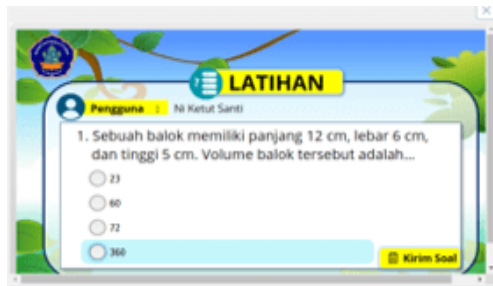 LATIHAN
Pengguna : Ni Ketut Santi
1. Sebuah balok memiliki panjang 12 cm, lebar 6 cm,
dan tinggi 5 cm. Volume balok tersebut adalah...
23
60
72
360
Kirim Soal